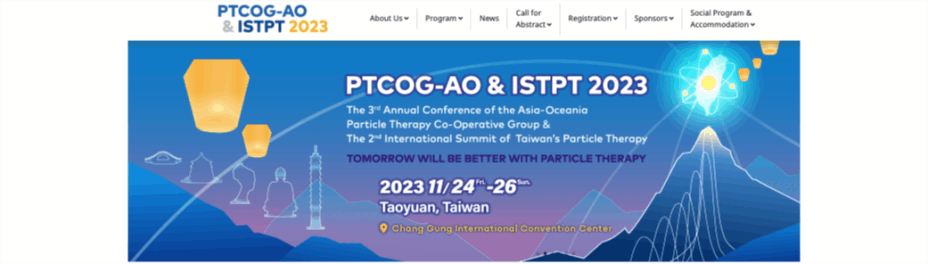 PTCOG-AO
& ISTPT 2023
About Us
Program
News
Call for
Abstract
Registration
Sponsors
Social Program &
Accommodation
PTCOG-AO & ISTPT 2023
The 3rd Annual Conference of the Asia-Oceania
Particle Therapy Co-Operative Group &
The 2nd International Summit of Taiwan's Particle Therapy
TOMORROW WILL BE BETTER WITH PARTICLE THERAPY
2023 11/24 Fri. -26 Sun.
Taoyuan, Taiwan
Chang Gung International Convention Center